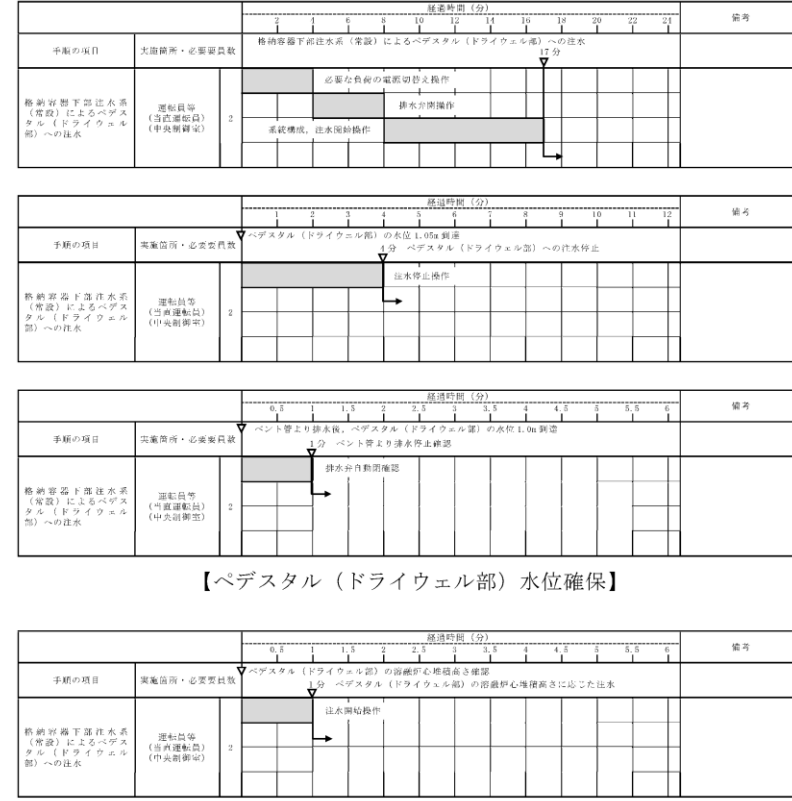 経過時間（分）
2 4 6 8 10 12 14 16 18 20 22 24
備考
手順の項目
実施箇所・必要要員数
格納容器下部注水系（常設）によるペデスタル（ドライウェル部）への注水
17分
格納容器下部注水系
（常設）によるペデス
タル（ドライウェル
部）への注水
運転員等
（当直運転員）
（中央制御室）
2
必要な負荷の電源切替え操作
排水弁開操作
系統構成，注水開始操作
経過時間（分）
1 2 3 4 5 6 7 8 9 10 11 12
備考
手順の項目
実施箇所・必要要員数
ペデスタル（ドライウェル部）の水位1.05m到達
4分 ペデスタル（ドライウェル部）への注水停止
格納容器下部注水系
（常設）によるペデス
タル（ドライウェル
部）への注水
運転員等
（当直運転員）
（中央制御室）
2
注水停止操作
経過時間（分）
0.5 1 1.5 2 2.5 3 3.5 4 4.5 5 5.5 6
備考
手順の項目
実施箇所・必要要員数
ベント管より排水後，ペデスタル（ドライウェル部）の水位1.0m到達
1分 ベント管より排水停止確認
格納容器下部注水系
（常設）によるペデス
タル（ドライウェル
部）への注水
運転員等
（当直運転員）
（中央制御室）
2
排水弁自動閉確認
【ペデスタル（ドライウェル部）水位確保】
経過時間（分）
0.5 1 1.5 2 2.5 3 3.5 4 4.5 5 5.5 6
備考
手順の項目
実施箇所・必要要員数
ペデスタル（ドライウェル部）の溶融炉心堆積高さ確認
1分 ペデスタル（ドライウェル部）の溶融炉心堆積高さに応じた注水
格納容器下部注水系
（常設）によるペデス
タル（ドライウェル
部）への注水
運転員等
（当直運転員）
（中央制御室）
2
注水開始操作